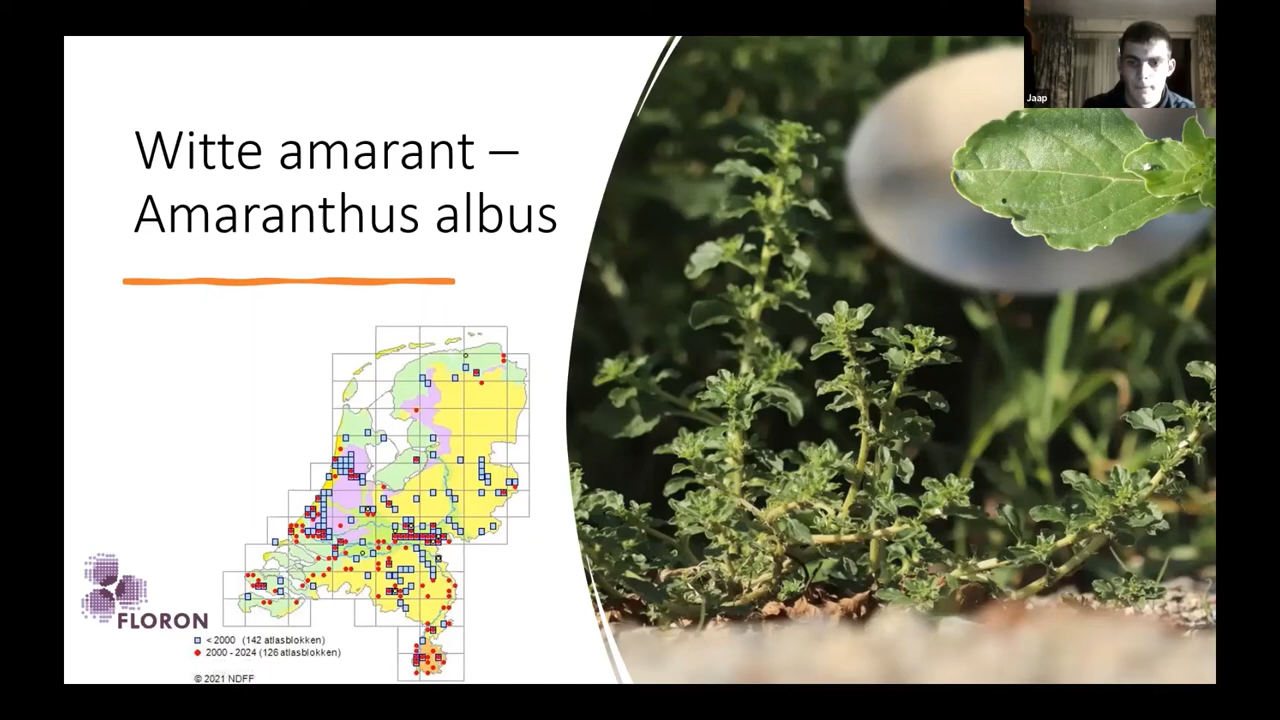 Jaap
Witte amarant –
Amaranthus albus
FLORON
< 2000 (142 atlasblokken)
2000 - 2024 (126 atlasblokken)
© 2021 NDFF